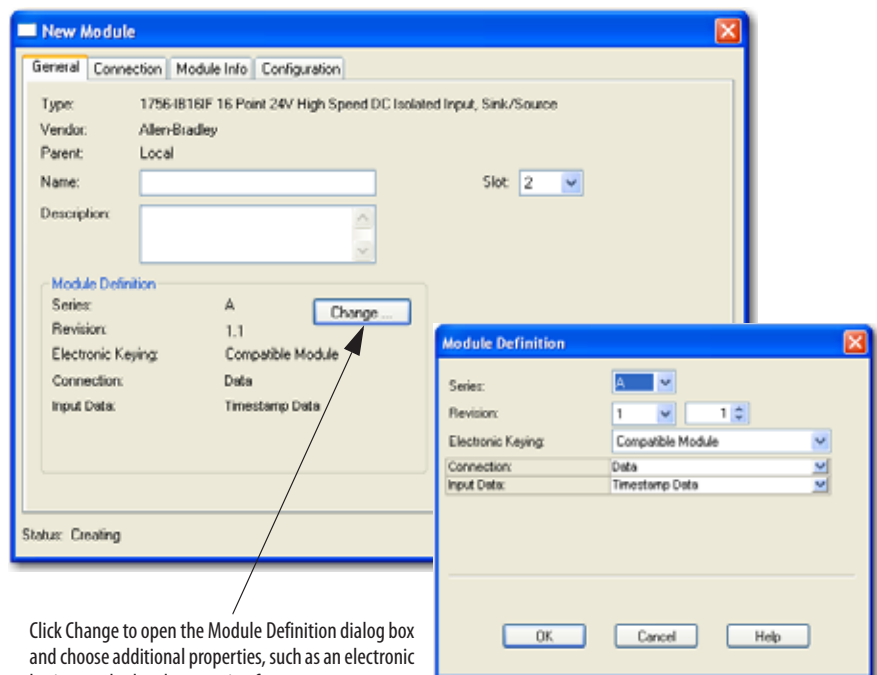 New Module
General Connection Module Info Configuration
Type: 1756-IB16IF 16 Point 24V High Speed DC Isolated Input, Sink/Source
Vendor: Allen-Bradley
Parent: Local
Name: Slot: 2
Description:
Module Definition
Series: A Change ...
Revision: 1.1
Electronic Keying: Compatible Module
Connection: Data
Input Data: Timestamp Data
Status: Creating
Module Definition
Series: A
Revision: 1 1
Electronic Keying: Compatible Module
Connection: Data
Input Data: Timestamp Data
OK Cancel Help
Click Change to open the Module Definition dialog box
and choose additional properties, such as an electronic